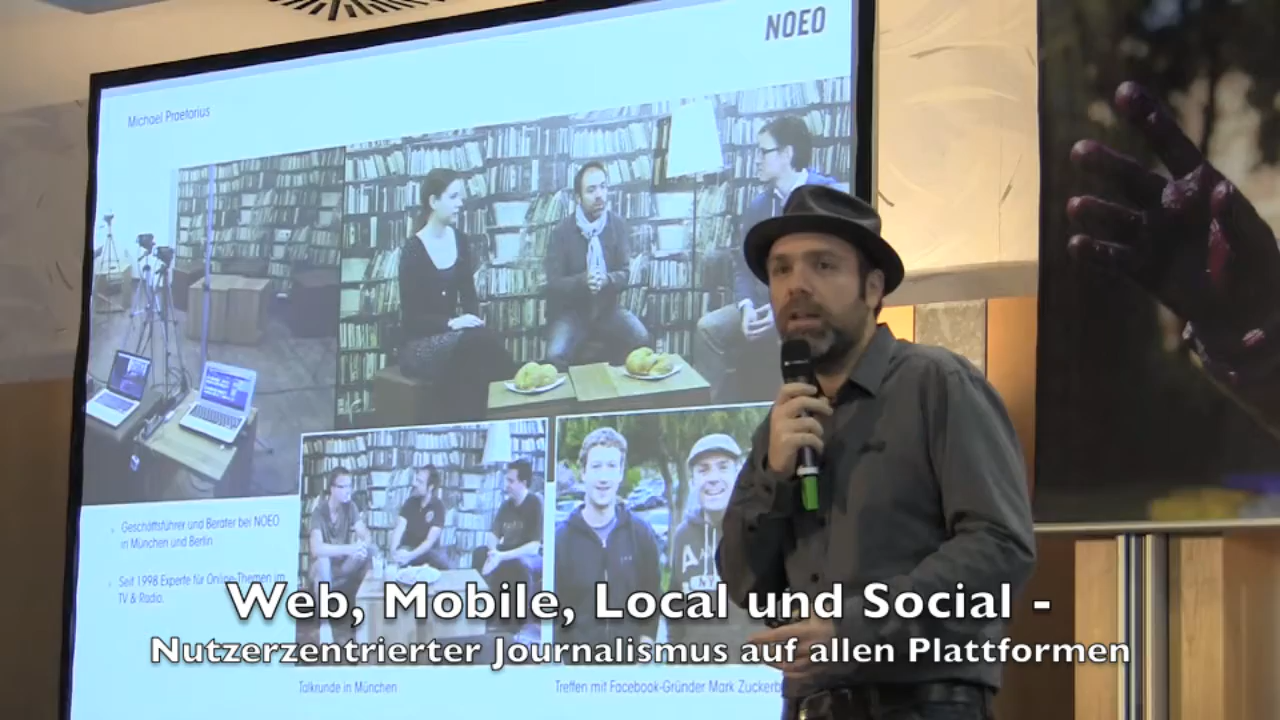 NOEO
Michael Praetorius
Geschäftsführer und Berater bei NOEO
in München und Berlin
Seit 1998 Experte für Online-Themen im
TV & Radio.
Web, Mobile, Local und Social -
Nutzerzentrierter Journalismus auf allen Plattformen
Talkrunde in München
Treffen mit Facebook-Gründer Mark Zuckerb